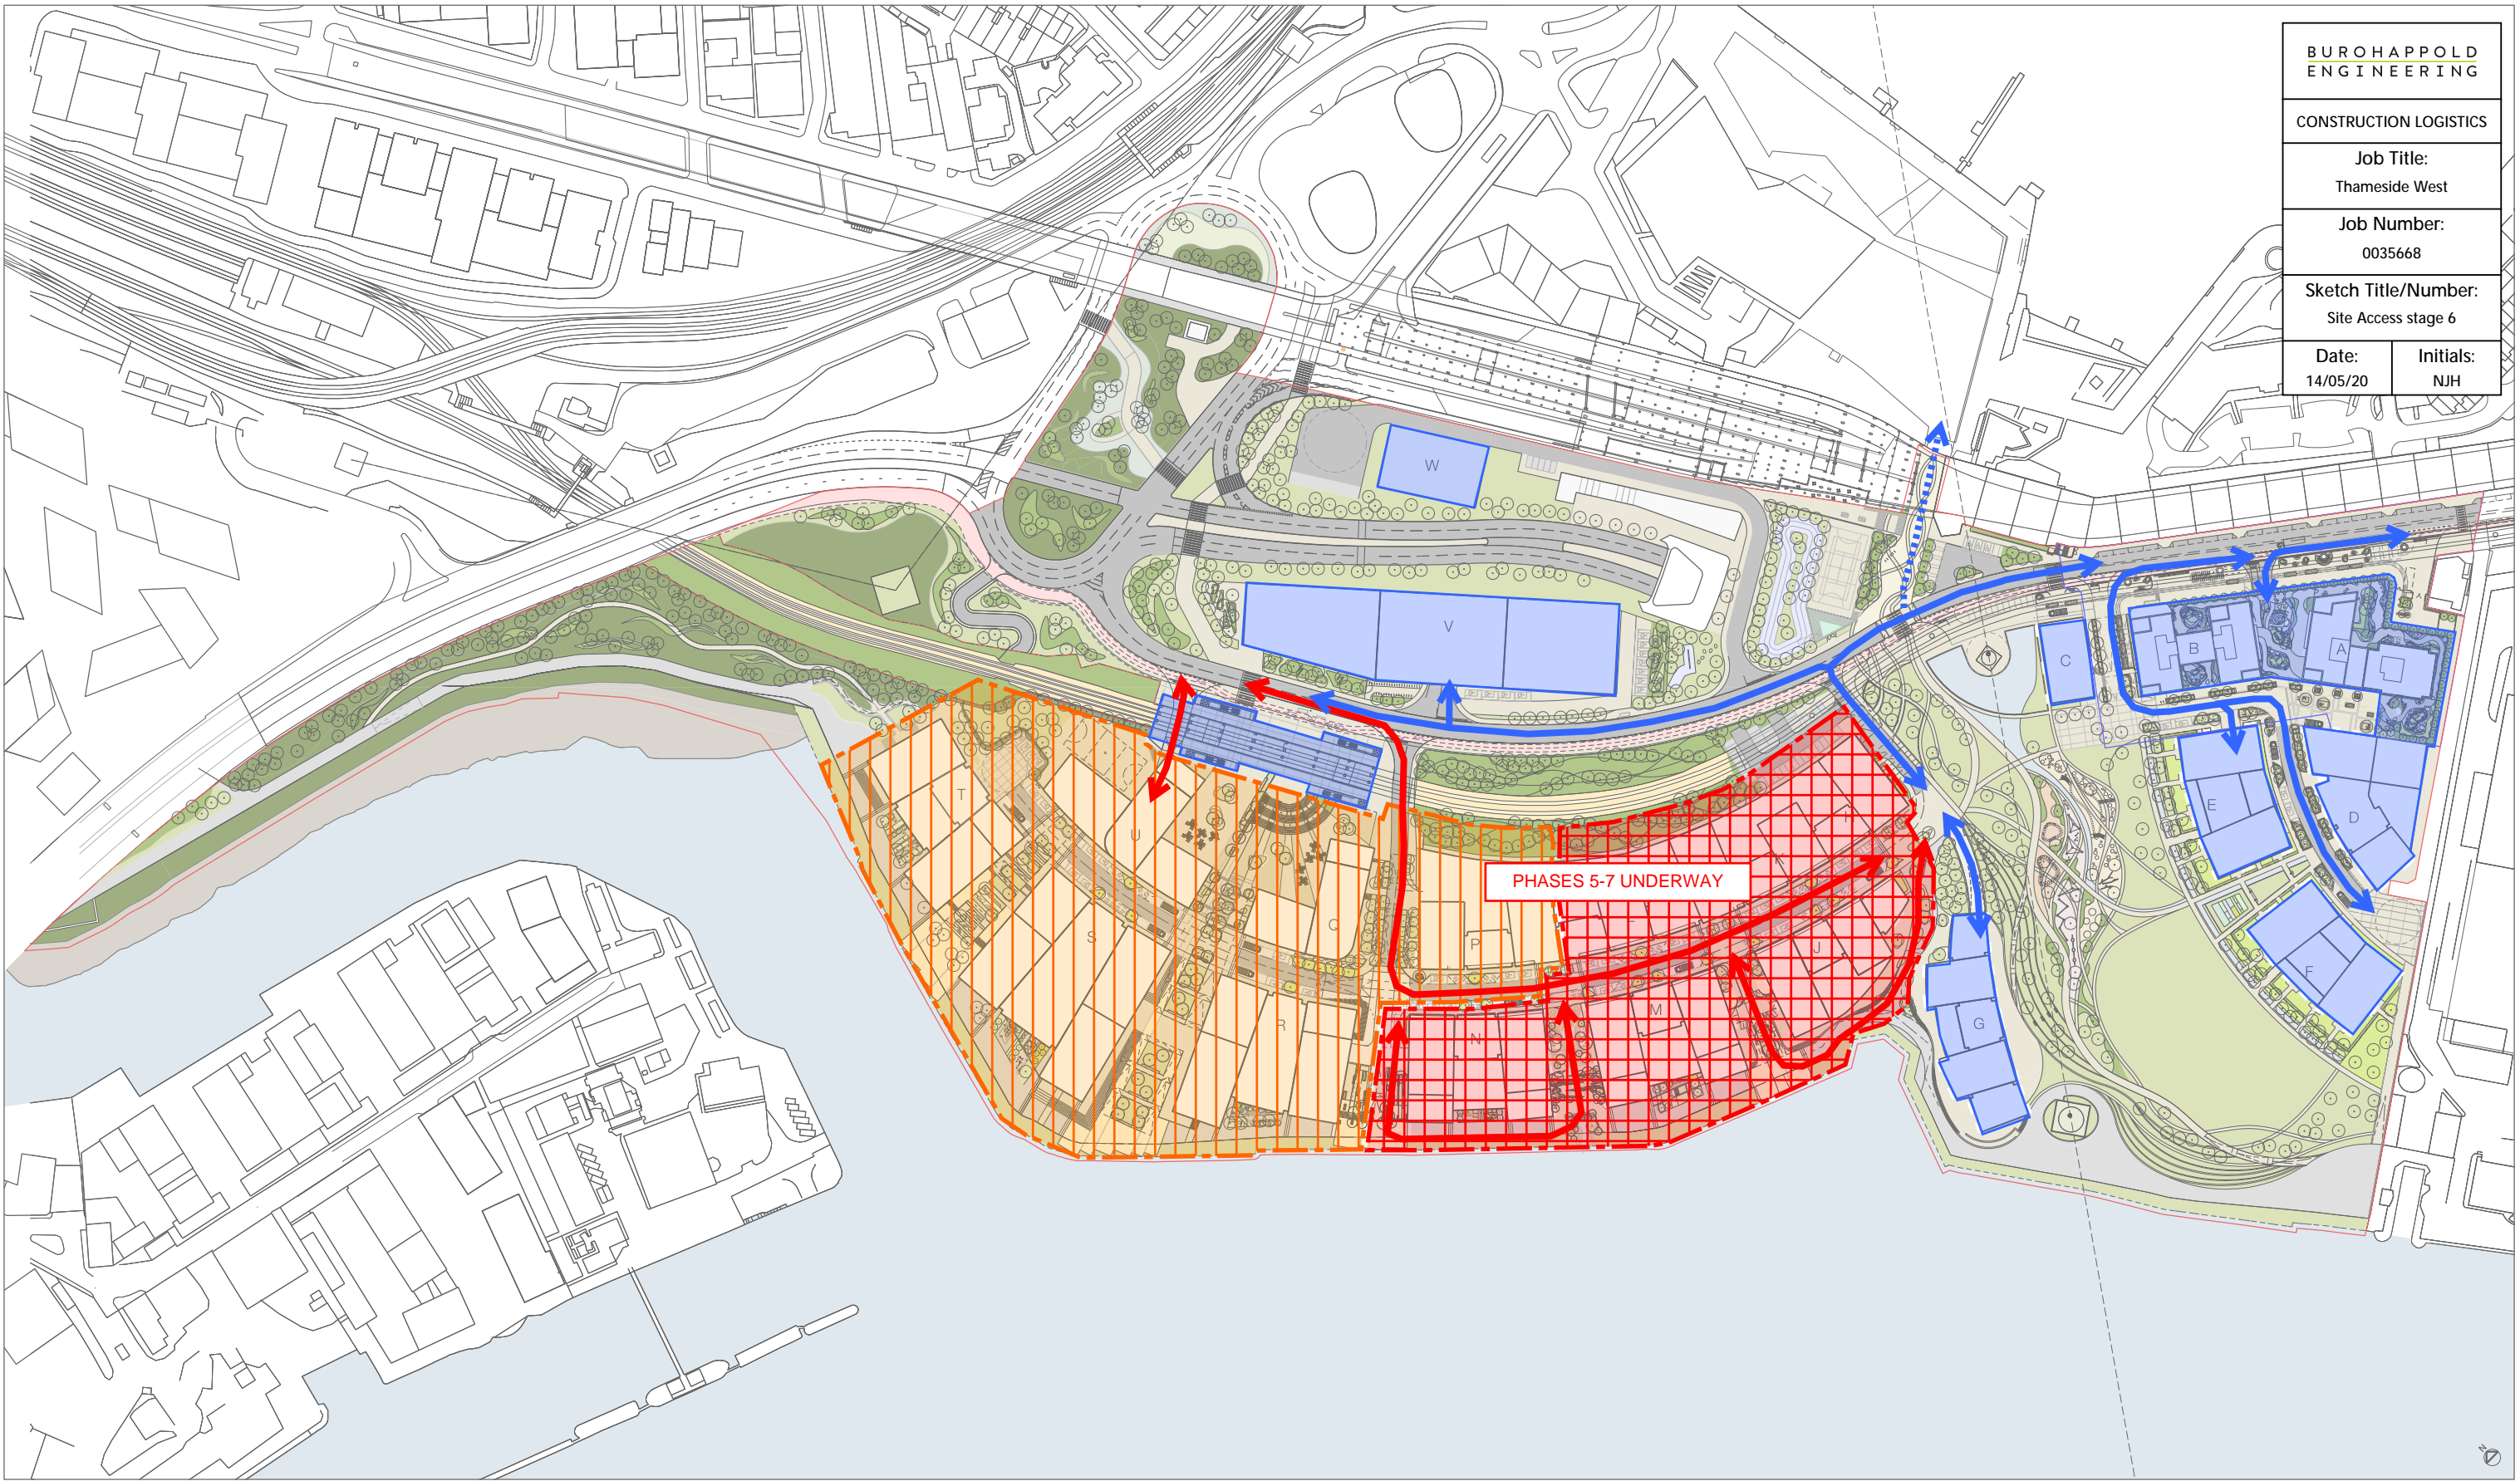 BUROHAPPOLD
ENGINEERING
CONSTRUCTION LOGISTICS
Job Title:
Thameside West
Job Number:
0035668
Sketch Title/Number:
Site Access stage 6
Date:
14/05/20
Initials:
NJH
W
V
C
B
A
A
E
D
F
G
T
U
S
Q
R
P
PHASES 5-7 UNDERWAY
H
J
M
N
N